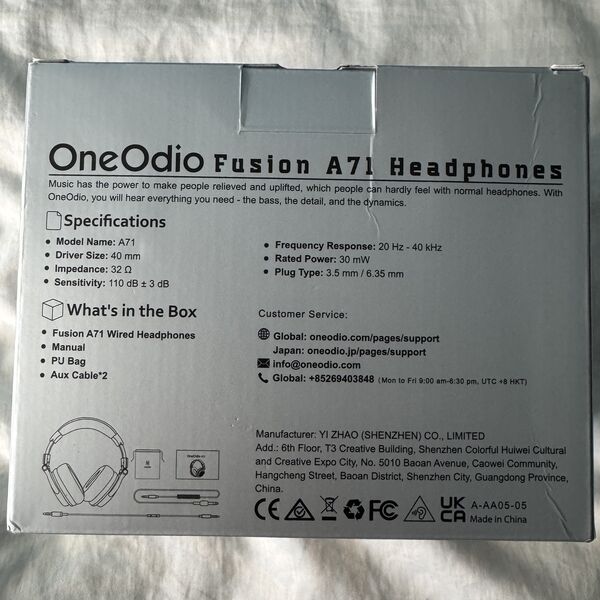 OneOdio Fusion A71 Headphones
Music has the power to make people relieved and uplifted, which people can hardly feel with normal headphones. With
OneOdio, you will hear everything you need - the bass, the detail, and the dynamics.
Specifications
• Model Name: A71
• Driver Size: 40 mm
• Impedance: 32 Ω
• Sensitivity: 110 dB ± 3 dB
• Frequency Response: 20 Hz - 40 kHz
• Rated Power: 30 mW
• Plug Type: 3.5 mm / 6.35 mm
What's in the Box
• Fusion A71 Wired Headphones
• Manual
• PU Bag
• Aux Cable*2
Customer Service:
Global: oneodio.com/pages/support
Japan: oneodio.jp/pages/support
info@oneodio.com
Global: +85269403848 (Mon to Fri 9:00 am-6:30 pm, UTC +8 HKT)
OneOdio
Manufacturer: YI ZHAO (SHENZHEN) CO., LIMITED
Add.: 6th Floor, T3 Creative Building, Shenzhen Colorful Huiwei Cultural
and Creative Expo City, No. 5010 Baoan Avenue, Caowei Community,
Hangcheng Street, Baoan District, Shenzhen City, Guangdong Province,
China.
CE FC UK CA A-AA05-05
Made in China